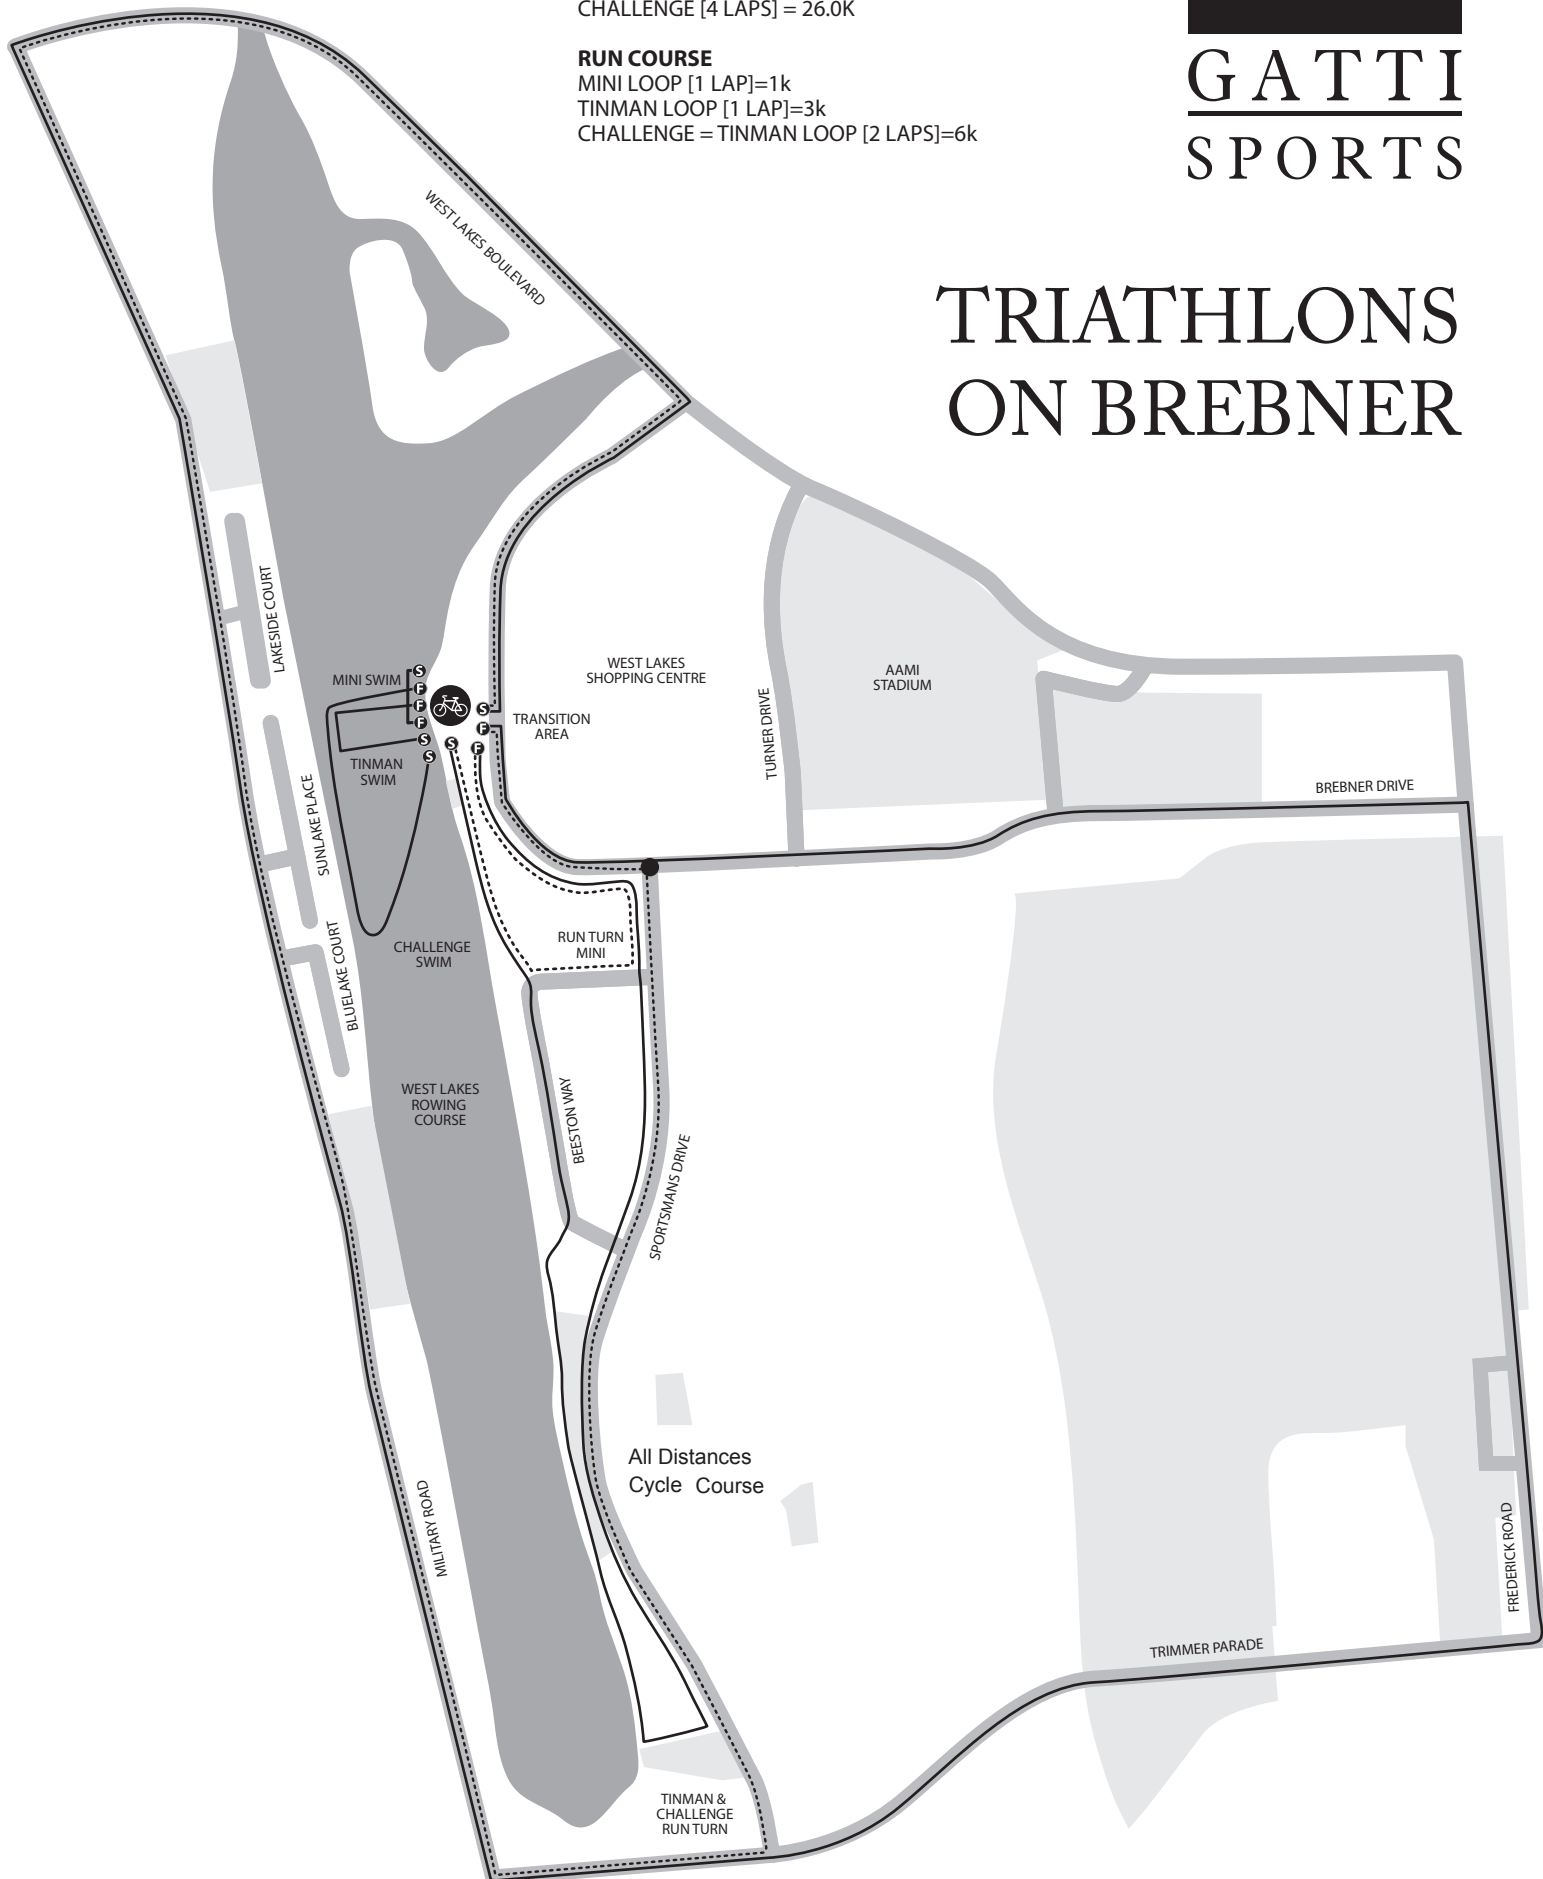 CHALLENGE [4 LAPS] = 26.0K
RUN COURSE
MINI LOOP [1 LAP]=1k
TINMAN LOOP [1 LAP]=3k
CHALLENGE = TINMAN LOOP [2 LAPS]=6k
GATTI
SPORTS
TRIATHLONS
ON BREBNER
WEST LAKES BOULEVARD
LAKESIDE COURT
MINI SWIM
S
F
F
F
S
S
S
F
S
F
TINMAN
SWIM
TRANSITION
AREA
WEST LAKES
SHOPPING CENTRE
TURNER DRIVE
AAMI
STADIUM
BREBNER DRIVE
SUNLAKE PLACE
BLUELAKE COURT
CHALLENGE
SWIM
RUN TURN
MINI
WEST LAKES
ROWING
COURSE
BEESTON WAY
SPORTSMANS DRIVE
All Distances
Cycle Course
MILITARY ROAD
FREDERICK ROAD
TRIMMER PARADE
TINMAN &
CHALLENGE
RUN TURN